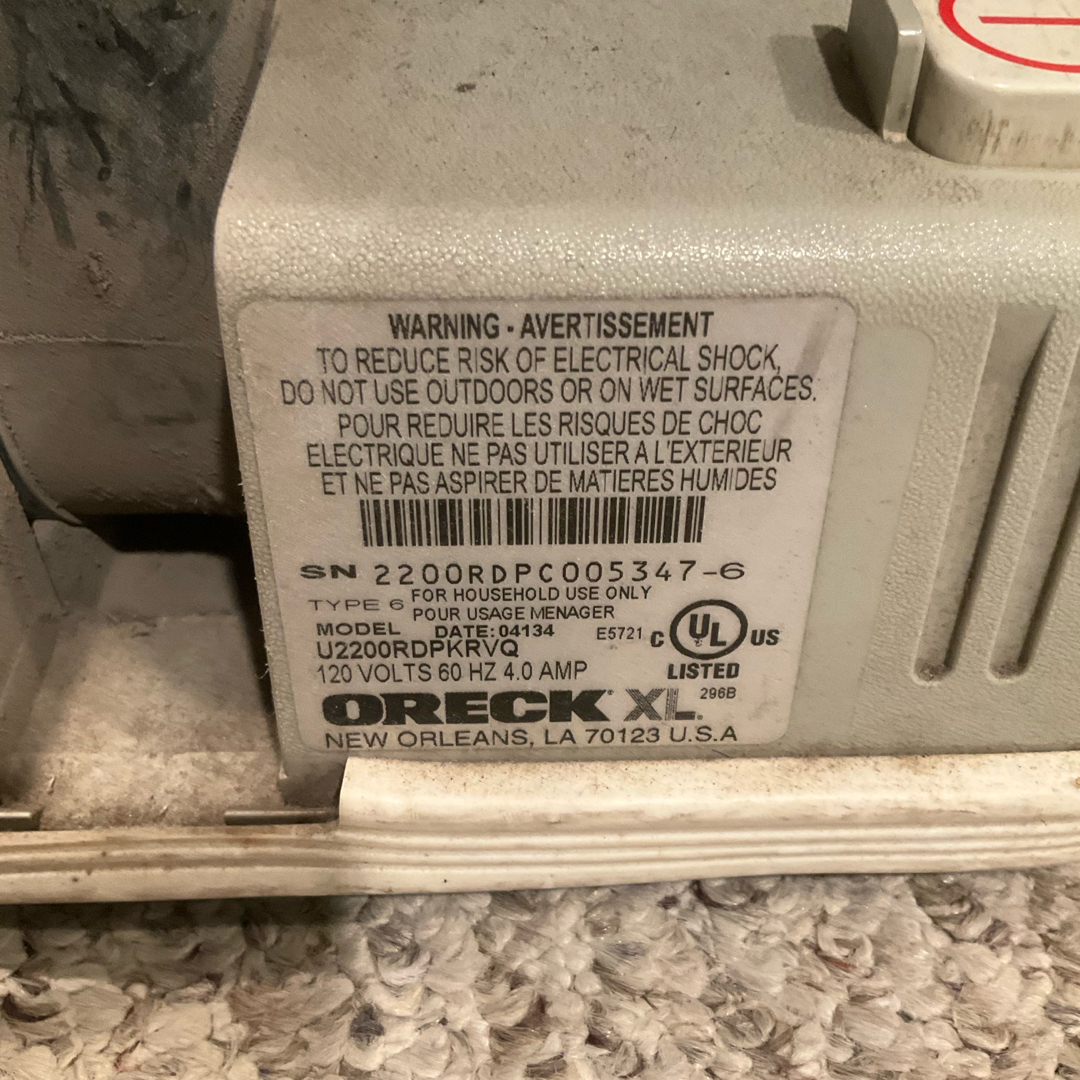 WARNING - AVERTISSEMENT
TO REDUCE RISK OF ELECTRICAL SHOCK,
DO NOT USE OUTDOORS OR ON WET SURFACES.
POUR REDUIRE LES RISQUES DE CHOC
ELECTRIQUE NE PAS UTILISER A L'EXTERIEUR
ET NE PAS ASPIRER DE MATIERES HUMIDES
SN 2200RDPC005347-6
FOR HOUSEHOLD USE ONLY
TYPE 6 POUR USAGE MENAGER
MODEL DATE: 04134 E5721 C UL US
U2200RDPKRVQ
120 VOLTS 60 HZ 4.0 AMP LISTED
ORECK XL. 296B
NEW ORLEANS, LA 70123 U.S.A